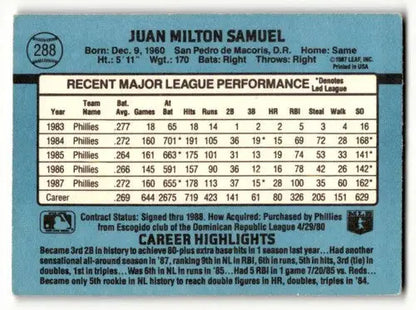 288
JUAN MILTON SAMUEL
Born: Dec. 9, 1960 San Pedro de Macoris, D.R. Home: Same
Ht.: 5'11" Wgt.: 170 Bats: Right Throws: Right
©1987 LEAF, INC.
Printed in U.S.A.
RECENT MAJOR LEAGUE PERFORMANCE *Denotes Led League
Year Team Name Bat. Avg. Games At Bat Hits Runs 2B 3B HR RBI Steal Walk SO
1983 Phillies .277 18 65 18 14 1 2 2 5 3 4 16
1984 Phillies .272 160 701* 191 105 36 19* 15 69 72 28 168*
1985 Phillies .264 161 663* 175 101 31 13 19 74 53 33 141*
1986 Phillies .266 145 591 157 90 36 12 16 78 42 26 142
1987 Phillies .272 160 655* 178 113 37 15* 28 100 35 60 162*
Career .269 644 2675 719 423 141 61 80 326 205 151 629
Contract Status: Signed thru 1988. How Acquired: Purchased by Phillies
from Escogido club of the Dominican Republic League 4/29/80
CAREER HIGHLIGHTS
Became 3rd 2B in history to achieve 80-plus extra base hits in 1 season last year...Had another
sensational all-around season in '87, ranking 9th in NL in RBI, 5th in hits, 5th in HR, 3rd (tie) in
doubles, 1st in triples... Was 6th in NL in runs in '85...Had 5 RBI in 1 game 7/20/85 vs. Reds...
Became only 5th rookie in NL history to reach double figures in HR, doubles, triples in '84.